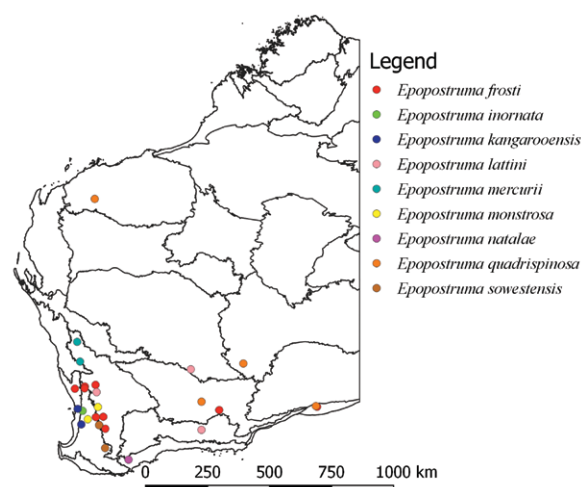 Legend
Epopostruma frosti
Epopostruma inornata
Epopostruma kangarooensis
Epopostruma lattini
Epopostruma mercurii
Epopostruma monstrosa
Epopostruma natalae
Epopostruma quadrispinosa
Epopostruma sowestensis
0 250 500 750 1000 km